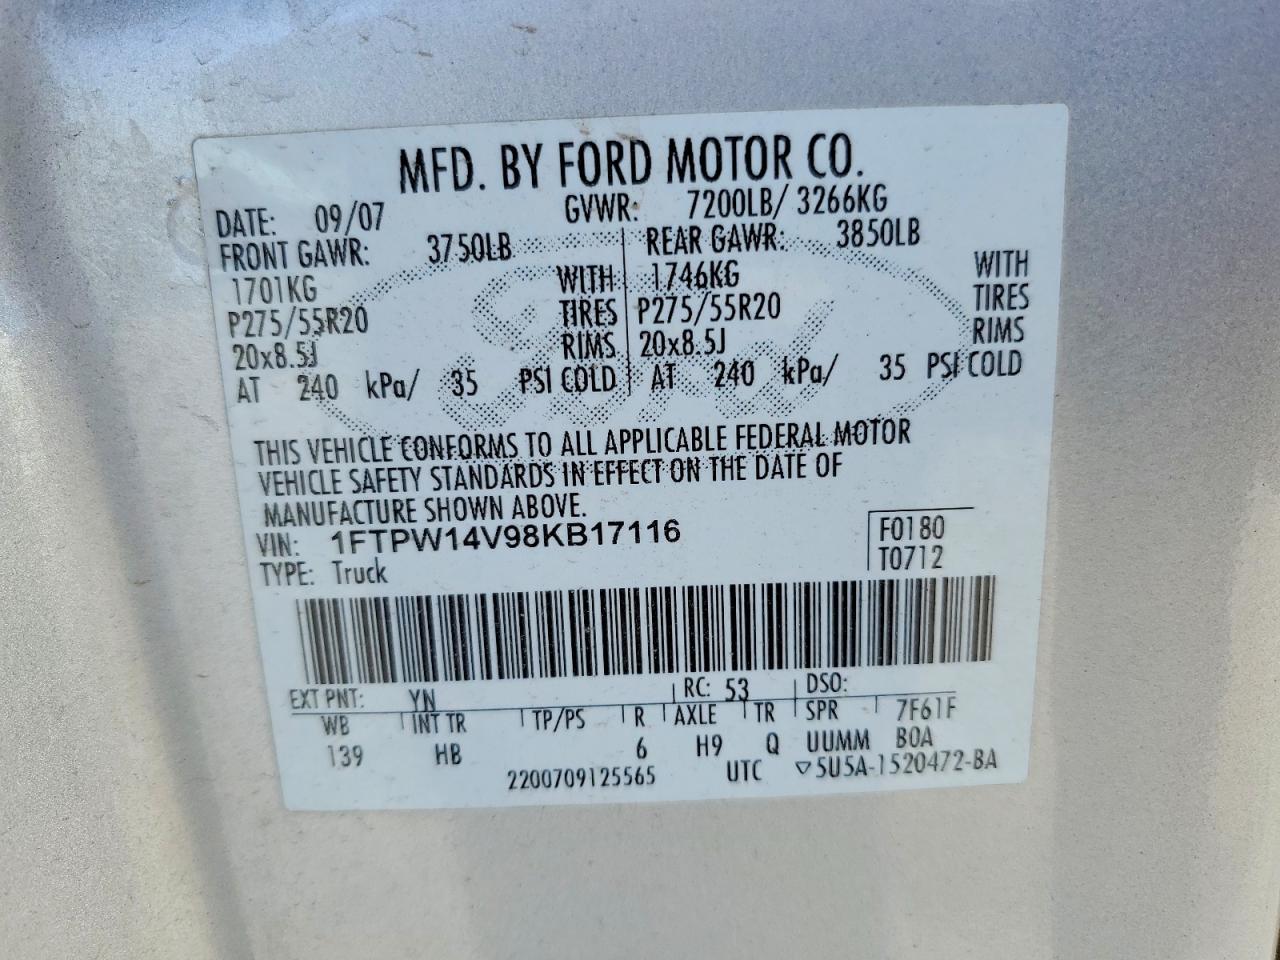 MFD. BY FORD MOTOR CO.
DATE: 09/07 GVWR: 7200LB/ 3266KG
FRONT GAWR: 3750LB REAR GAWR: 3850LB
1701KG WITH 1746KG WITH
P275/55R20 TIRES P275/55R20 TIRES
20x8.5J RIMS 20x8.5J RIMS
AT 240 kPa/ 35 PSI COLD AT 240 kPa/ 35 PSI COLD
Ford
THIS VEHICLE CONFORMS TO ALL APPLICABLE FEDERAL MOTOR
VEHICLE SAFETY STANDARDS IN EFFECT ON THE DATE OF
MANUFACTURE SHOWN ABOVE.
VIN: 1FTPW14V98KB17116 F0180
TYPE: Truck T0712
EXT PNT: YN RC: 53 DSO:
WB INT TR TP/PS R AXLE TR SPR 7F61F
139 HB 6 H9 Q UUMM BOA
2200709125565 UTC ▽5U5A-1520472-BA